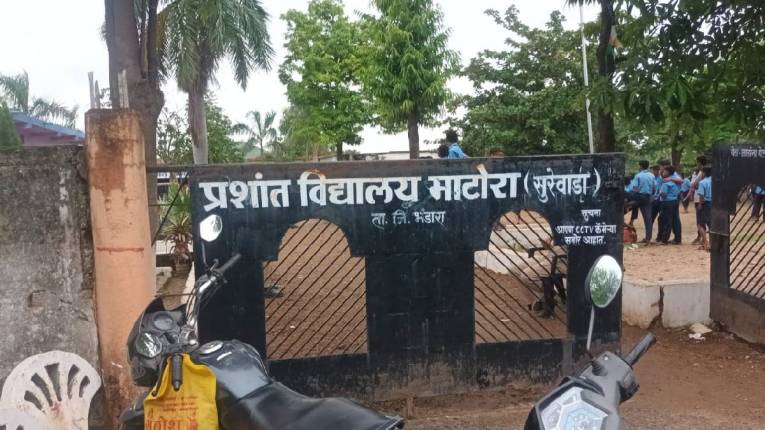 प्रशांत विद्यालय माटोरा (सुरेवाडा)
ता. जि. भंडारा
सुचना
आपण CCTV कॅमेऱ्या
समोर आहात.